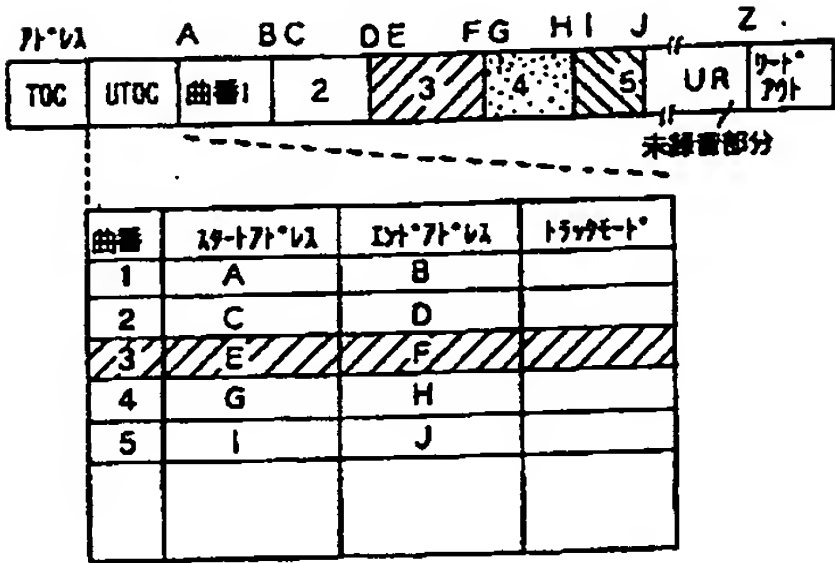 アドレス A BC DE FG HI J Z
TOC UTOC 曲番1 2 3 4 5 UR リードアウト
未録音部分
曲番 スタートアドレス エンドアドレス トラックモード
1 A B
2 C D
3 E F
4 G H
5 I J